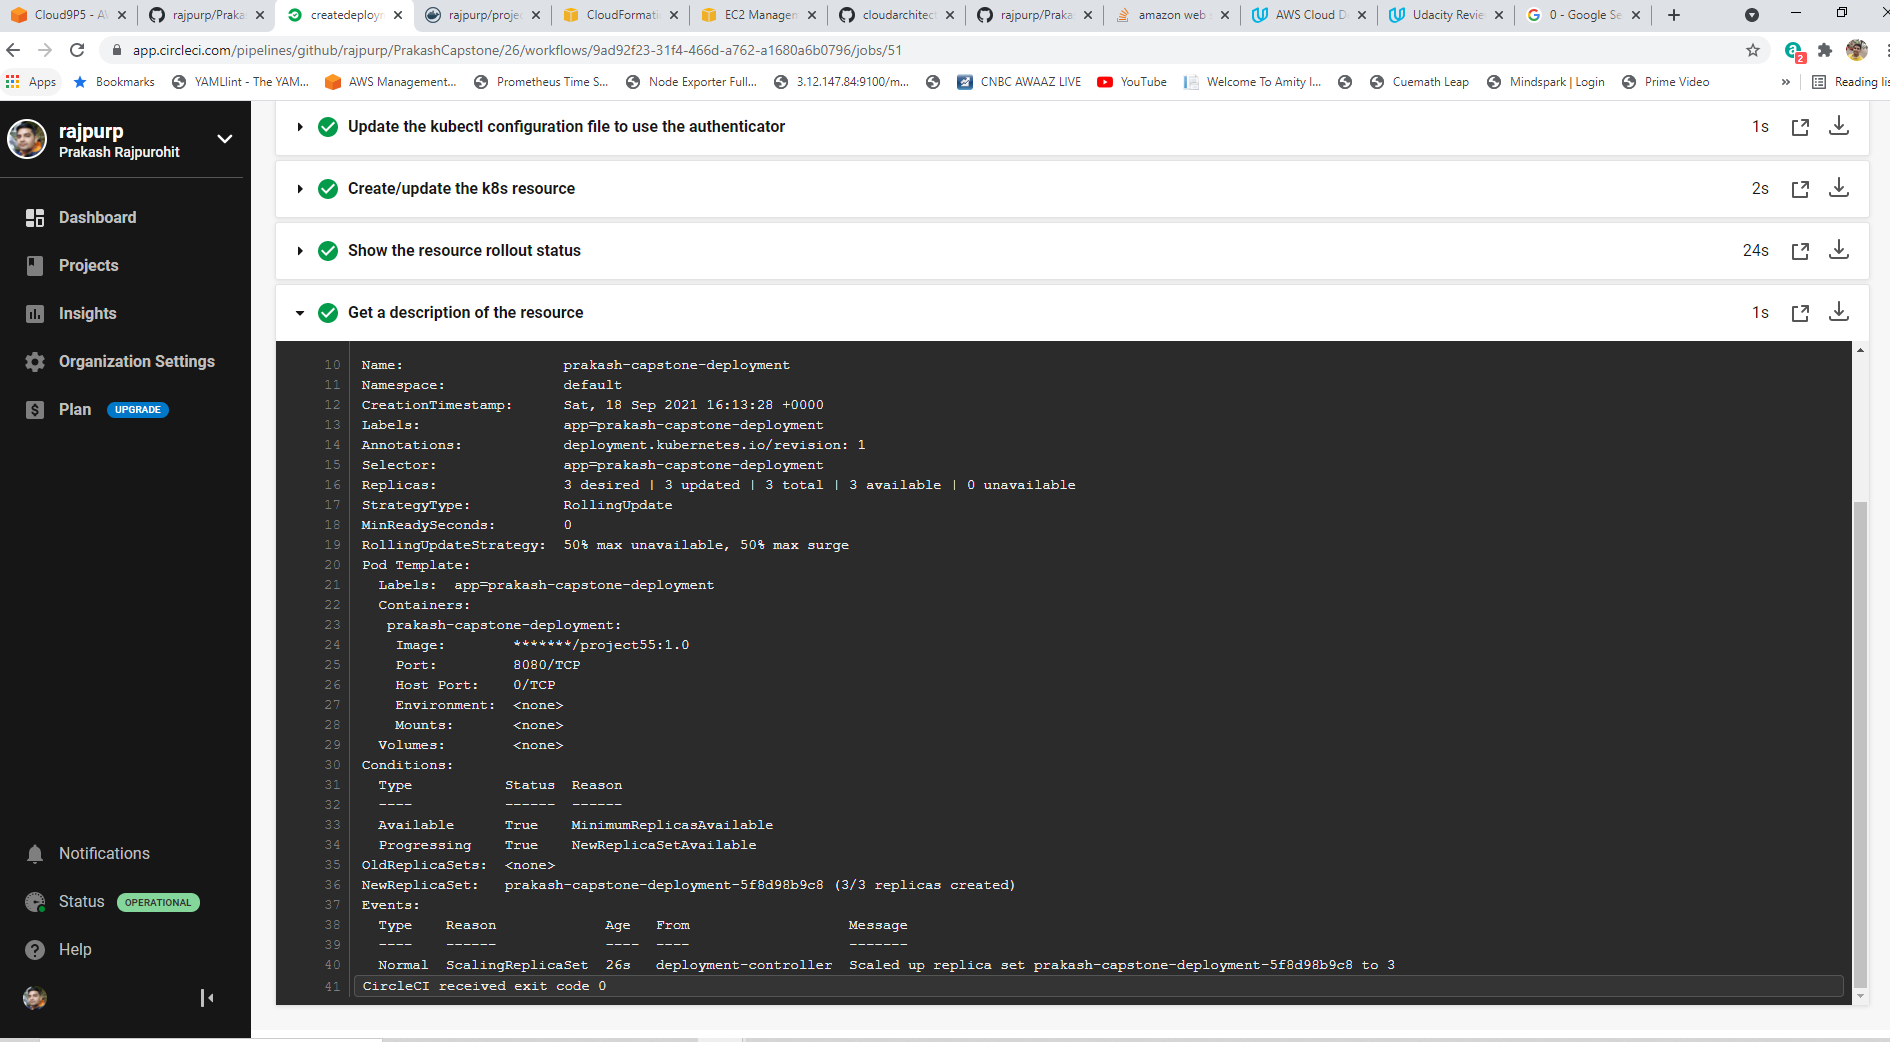 Cloud9P5 - A
rajpurp/Praka
createdeploym
rajpurp/proje
CloudFormati
EC2 Managem
cloudarchitect
rajpurp/Praka
amazon web s
AWS Cloud D
Udacity Revie
0 - Google Se
app.circleci.com/pipelines/github/rajpurp/PrakashCapstone/26/workflows/9ad92f23-31f4-466d-a762-a1680a6b0796/jobs/51
2
Apps
Bookmarks
YAMLlint - The YAM...
AWS Management...
Prometheus Time S...
Node Exporter Full...
3.12.147.84:9100/m...
CNBC AWAAZ LIVE
YouTube
Welcome To Amity I...
Cuemath Leap
Mindspark | Login
Prime Video
»
Reading lis
rajpurp
Prakash Rajpurohit
Dashboard
Projects
Insights
Organization Settings
Plan UPGRADE
Notifications
Status OPERATIONAL
Help
Update the kubectl configuration file to use the authenticator 1s
Create/update the k8s resource 2s
Show the resource rollout status 24s
Get a description of the resource 1s
10 Name: prakash-capstone-deployment
11 Namespace: default
12 CreationTimestamp: Sat, 18 Sep 2021 16:13:28 +0000
13 Labels: app=prakash-capstone-deployment
14 Annotations: deployment.kubernetes.io/revision: 1
15 Selector: app=prakash-capstone-deployment
16 Replicas: 3 desired | 3 updated | 3 total | 3 available | 0 unavailable
17 StrategyType: RollingUpdate
18 MinReadySeconds: 0
19 RollingUpdateStrategy: 50% max unavailable, 50% max surge
20 Pod Template:
21 Labels: app=prakash-capstone-deployment
22 Containers:
23 prakash-capstone-deployment:
24 Image: *******/project55:1.0
25 Port: 8080/TCP
26 Host Port: 0/TCP
27 Environment: <none>
28 Mounts: <none>
29 Volumes: <none>
30 Conditions:
31 Type Status Reason
32 ---- ------ ------
33 Available True MinimumReplicasAvailable
34 Progressing True NewReplicaSetAvailable
35 OldReplicaSets: <none>
36 NewReplicaSet: prakash-capstone-deployment-5f8d98b9c8 (3/3 replicas created)
37 Events:
38 Type Reason Age From Message
39 ---- ------ ---- ---- -------
40 Normal ScalingReplicaSet 26s deployment-controller Scaled up replica set prakash-capstone-deployment-5f8d98b9c8 to 3
41 CircleCI received exit code 0